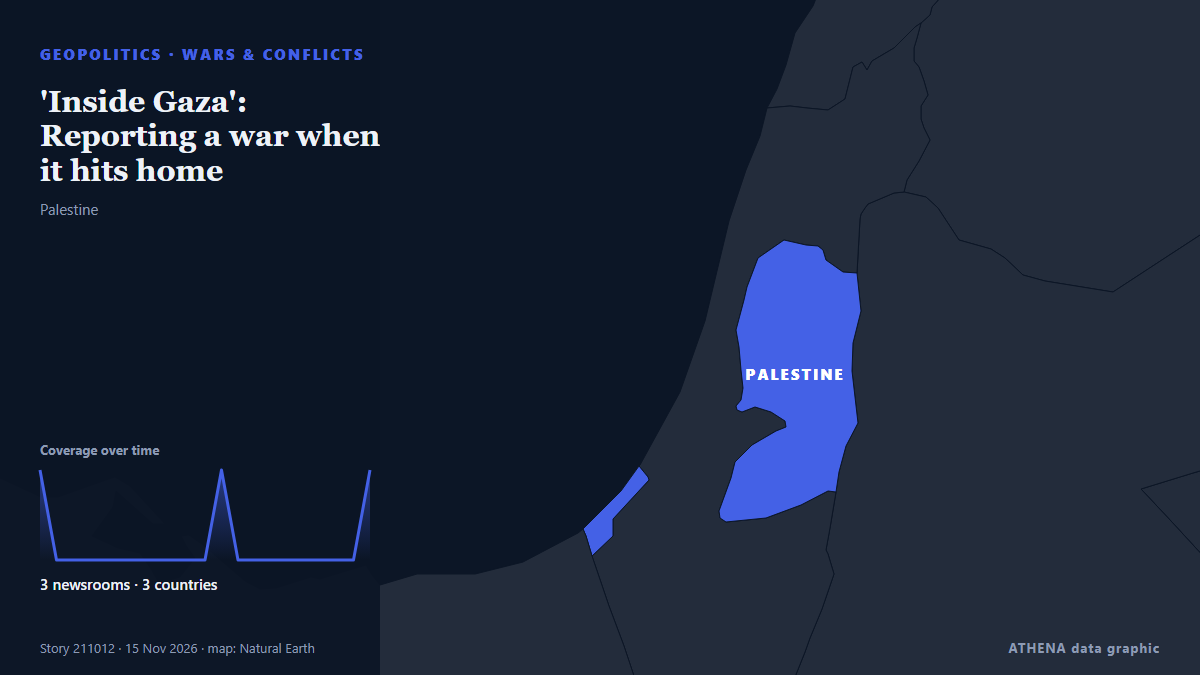 GEOPOLITICS · WARS & CONFLICTS
'Inside Gaza':
Reporting a war when
it hits home
Palestine
PALESTINE
Coverage over time
3 newsrooms · 3 countries
Story 211012 · 15 Nov 2026 · map: Natural Earth
ATHENA data graphic